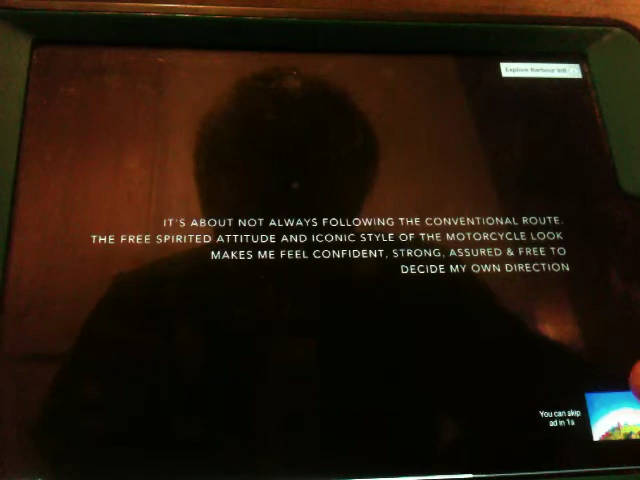 Explore Barbour Intl
IT'S ABOUT NOT ALWAYS FOLLOWING THE CONVENTIONAL ROUTE.
THE FREE SPIRITED ATTITUDE AND ICONIC STYLE OF THE MOTORCYCLE LOOK
MAKES ME FEEL CONFIDENT, STRONG, ASSURED & FREE TO
DECIDE MY OWN DIRECTION
You can skip
ad in 1s